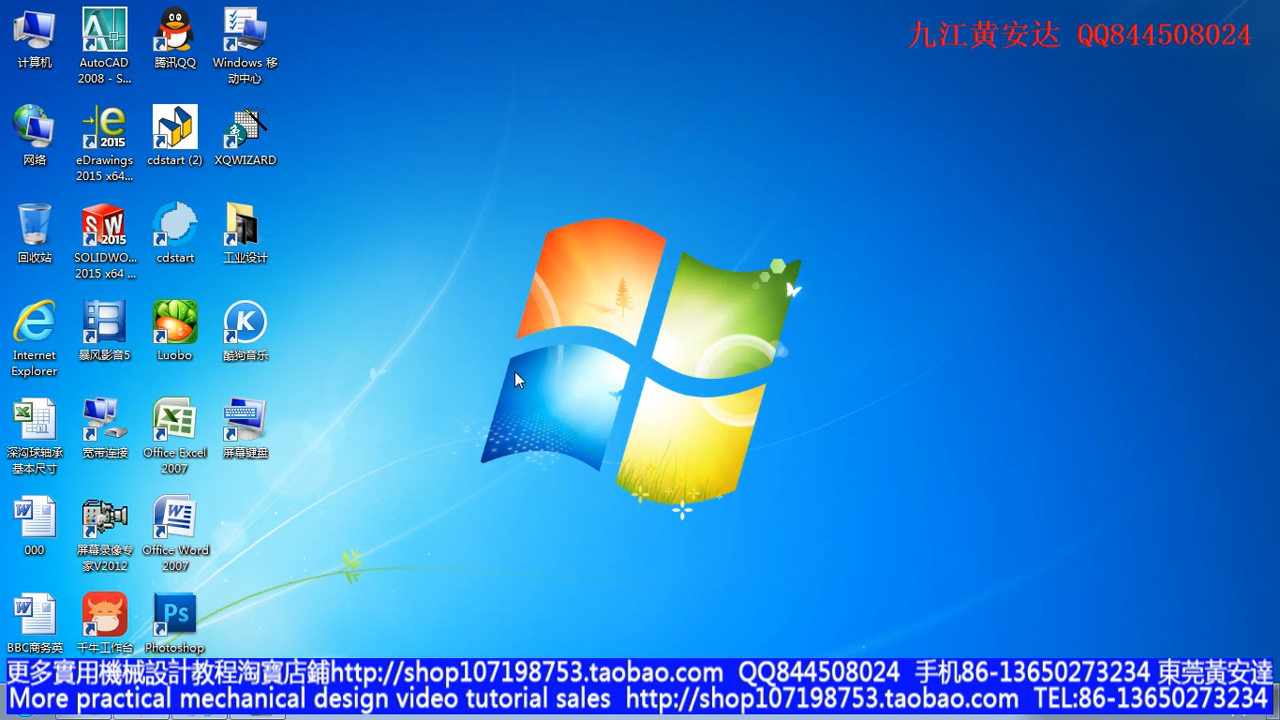 九江黄安达 QQ844508024
计算机
AutoCAD
2008 - S...
腾讯QQ
Windows 移
动中心
网络
eDrawings
2015 x64...
cdstart (2)
XQWIZARD
回收站
SOLIDWO...
2015 x64 ...
cdstart
工业设计
Internet
Explorer
暴风影音5
Luobo
酷狗音乐
深沟球轴承
基本尺寸
宽带连接
Office Excel
2007
屏幕键盘
000
屏幕录像专
家V2012
Office Word
2007
BBC商务英
千牛工作台
Photoshop
更多實用機械設計教程淘寶店鋪http://shop107198753.taobao.com QQ844508024 手机86-13650273234 東莞黃安達
More practical mechanical design video tutorial sales http://shop107198753.taobao.com TEL:86-13650273234